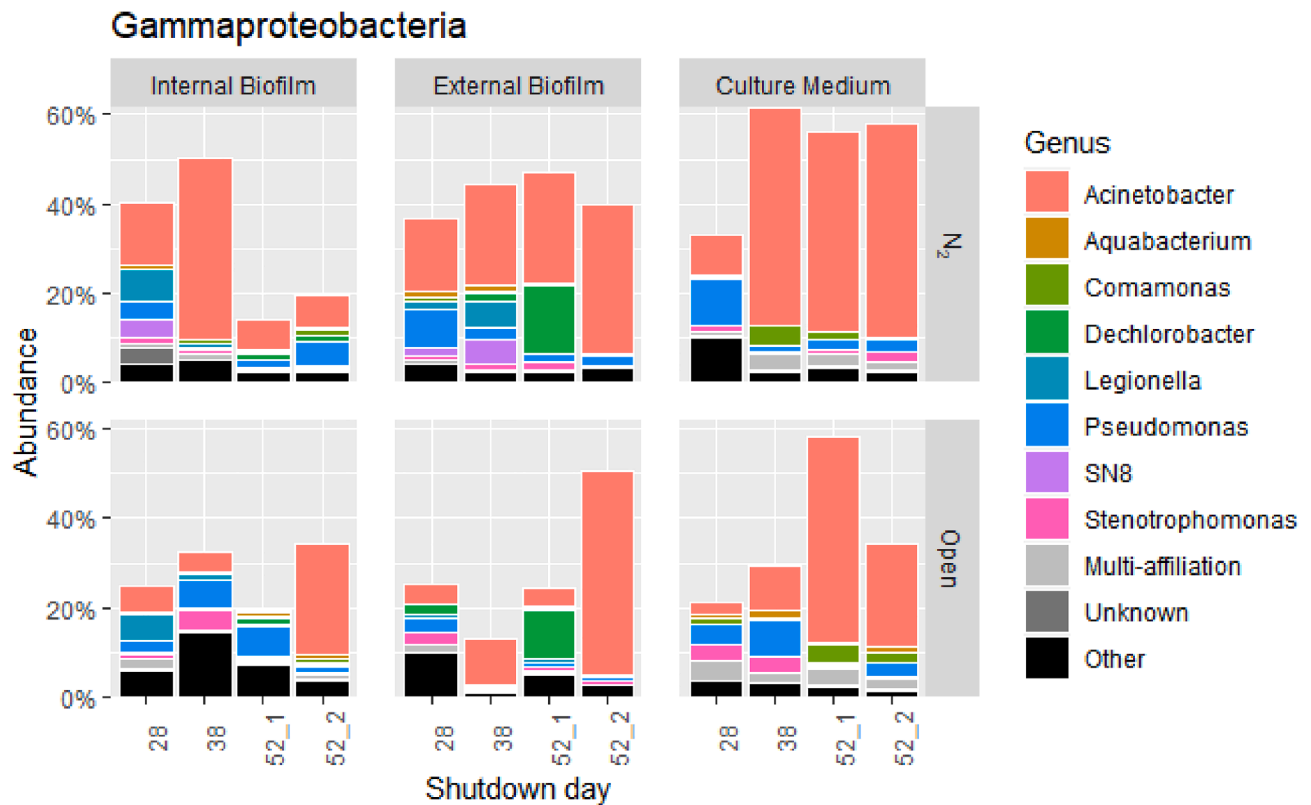 Gammaproteobacteria
Internal Biofilm
External Biofilm
Culture Medium
Abundance
60%
40%
20%
0%
N2
60%
40%
20%
0%
Open
28
38
52_1
52_2
28
38
52_1
52_2
28
38
52_1
52_2
Shutdown day
Genus
Acinetobacter
Aquabacterium
Comamonas
Dechlorobacter
Legionella
Pseudomonas
SN8
Stenotrophomonas
Multi-affiliation
Unknown
Other